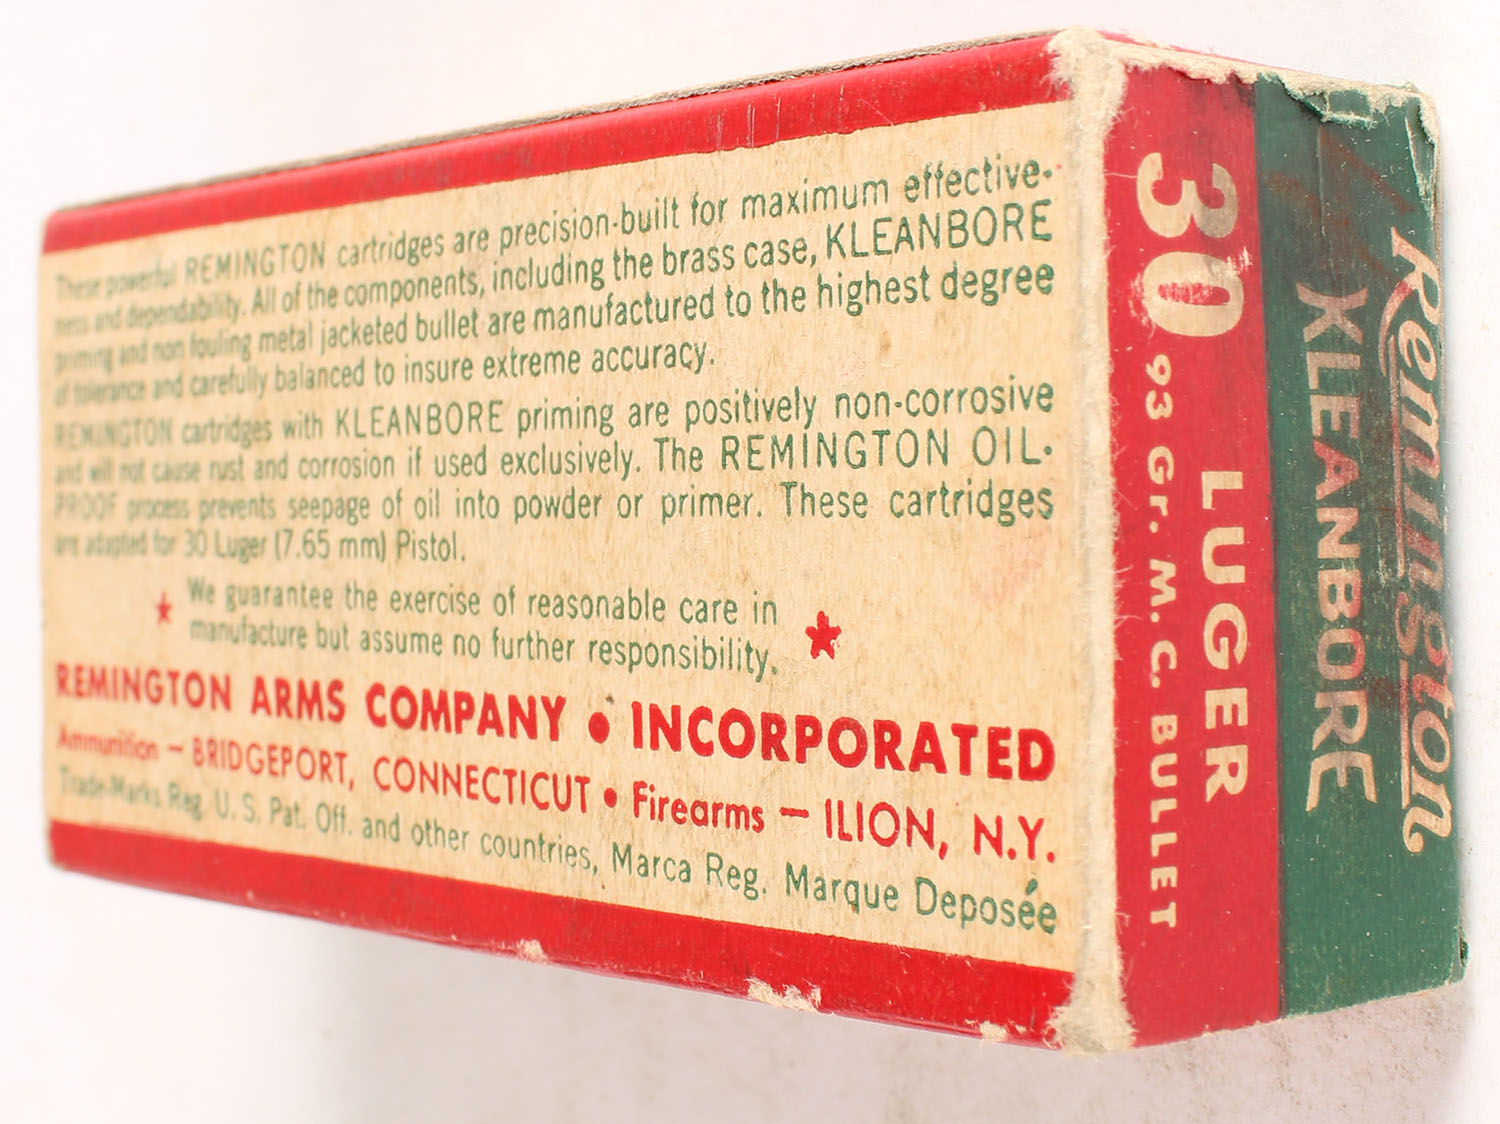 These powerful REMINGTON cartridges are precision-built for maximum effective-
ness and dependability. All of the components, including the brass case, KLEANBORE
priming and non fouling metal jacketed bullet are manufactured to the highest degree
of tolerance and carefully balanced to insure extreme accuracy.
REMINGTON cartridges with KLEANBORE priming are positively non-corrosive
and will not cause rust and corrosion if used exclusively. The REMINGTON OIL-
PROOF process prevents seepage of oil into powder or primer. These cartridges
are adapted for 30 Luger (7.65 mm) Pistol.
We guarantee the exercise of reasonable care in
manufacture but assume no further responsibility.
REMINGTON ARMS COMPANY • INCORPORATED
Ammunition — BRIDGEPORT, CONNECTICUT • Firearms — ILION, N.Y.
Trade-Marks Reg. U. S. Pat. Off. and other countries, Marca Reg. Marque Deposée
Remington
KLEANBORE
30 LUGER
93 Gr. M.C. BULLET